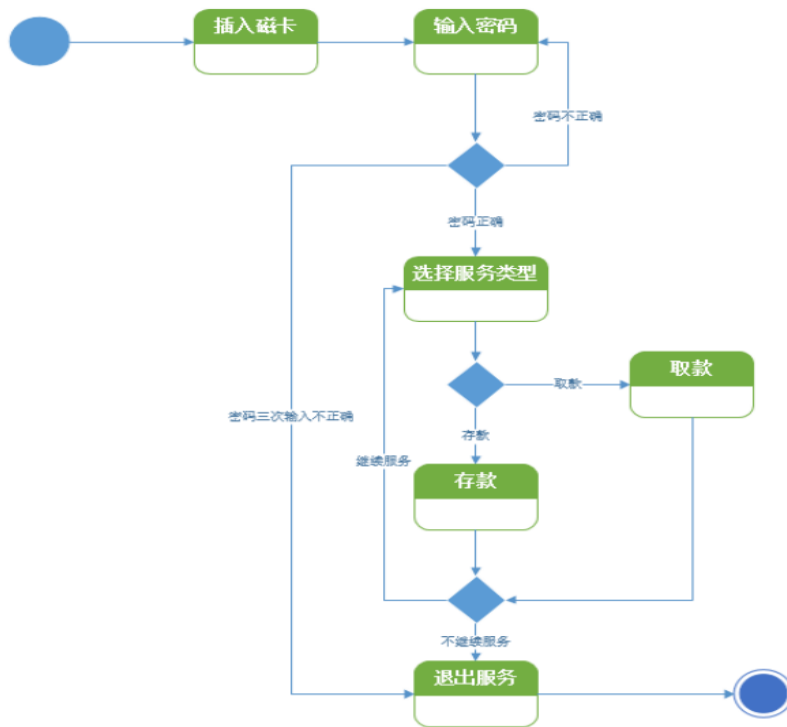 插入磁卡
输入密码
密码不正确
密码正确
选择服务类型
取款
取款
密码三次输入不正确
存款
继续服务
存款
不继续服务
退出服务